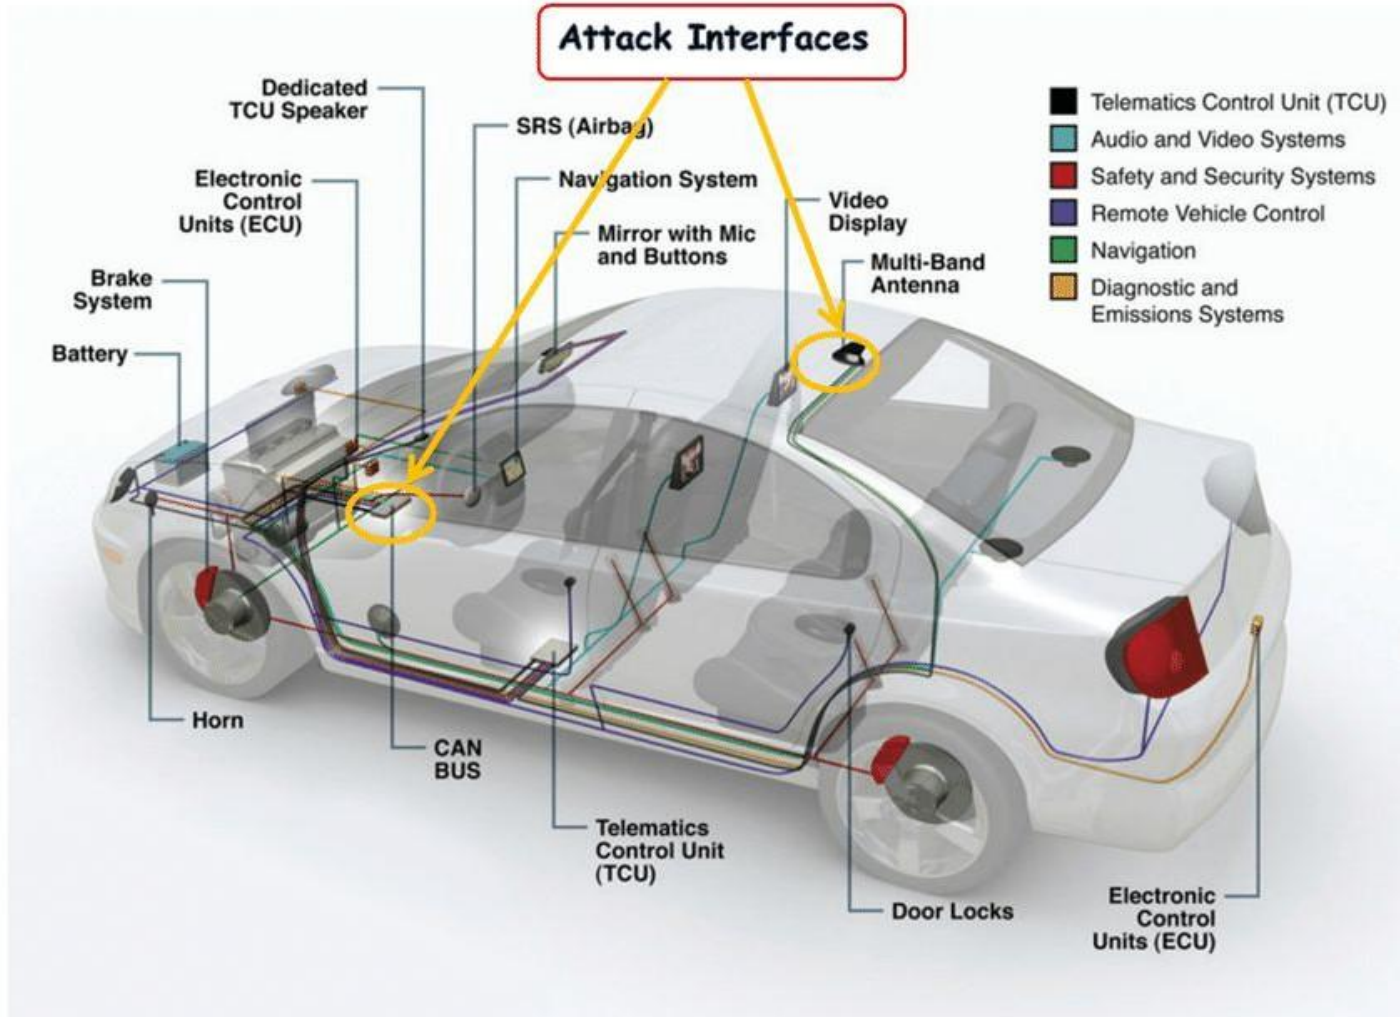 Attack Interfaces
Dedicated
TCU Speaker
SRS (Airbag)
Electronic
Control
Units (ECU)
Navigation System
Mirror with Mic
and Buttons
Video
Display
Multi-Band
Antenna
Brake
System
Battery
Telematics Control Unit (TCU)
Audio and Video Systems
Safety and Security Systems
Remote Vehicle Control
Navigation
Diagnostic and
Emissions Systems
Horn
CAN
BUS
Telematics
Control Unit
(TCU)
Door Locks
Electronic
Control
Units (ECU)